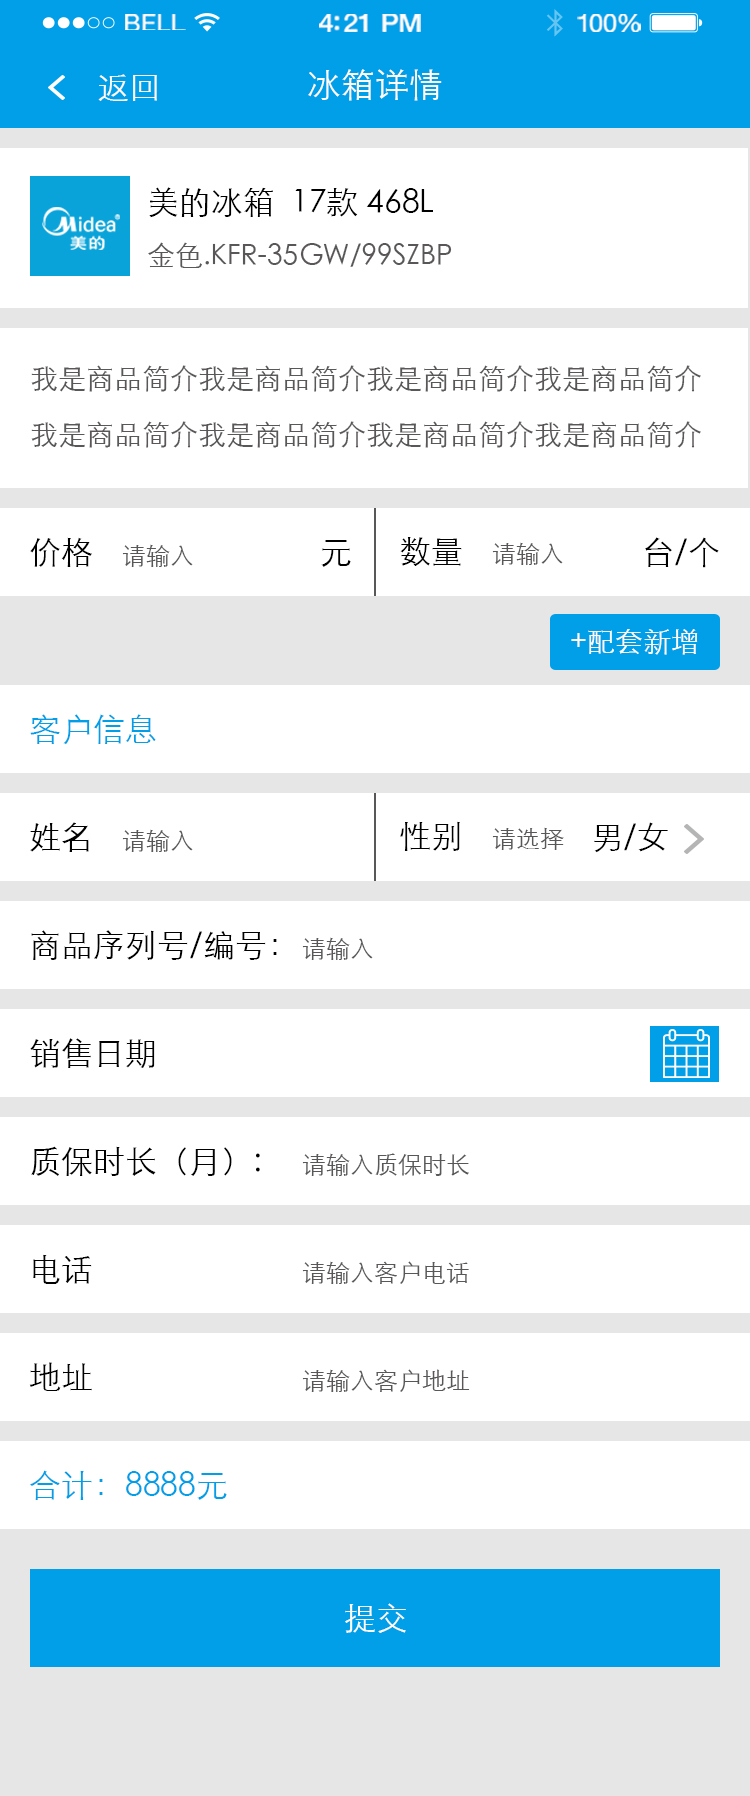 BELL 4:21 PM 100%
返回 冰箱详情
Midea®
美的
美的冰箱 17款 468L
金色.KFR-35GW/99SZBP
我是商品简介我是商品简介我是商品简介我是商品简介
我是商品简介我是商品简介我是商品简介我是商品简介
价格 请输入 元 数量 请输入 台/个
+配套新增
客户信息
姓名 请输入 性别 请选择 男/女
商品序列号/编号： 请输入
销售日期
质保时长（月）： 请输入质保时长
电话 请输入客户电话
地址 请输入客户地址
合计：8888元
提交